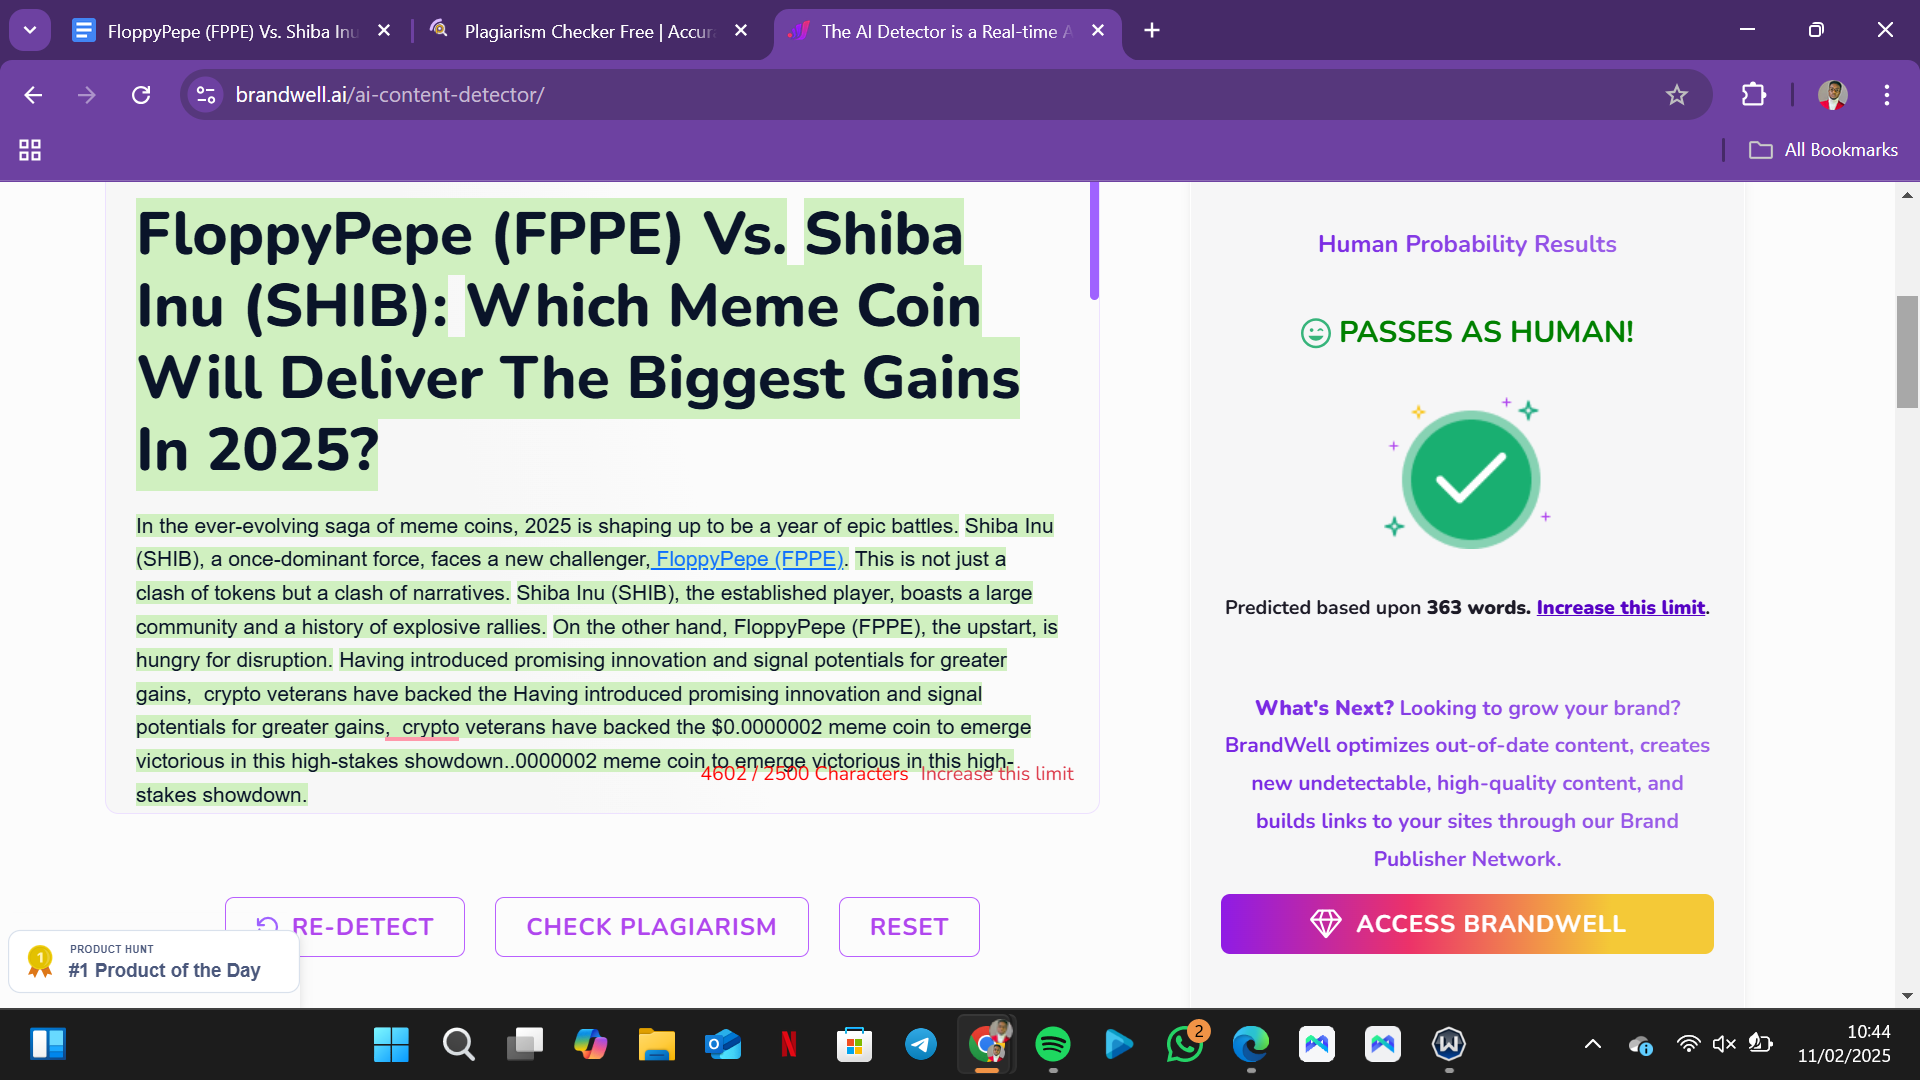 FloppyPepe (FPPE) Vs. Shiba Inu
Plagiarism Checker Free | Accura
The AI Detector is a Real-time A
brandwell.ai/ai-content-detector/
All Bookmarks
FloppyPepe (FPPE) Vs. Shiba
Inu (SHIB): Which Meme Coin
Will Deliver The Biggest Gains
In 2025?
In the ever-evolving saga of meme coins, 2025 is shaping up to be a year of epic battles. Shiba Inu
(SHIB), a once-dominant force, faces a new challenger, FloppyPepe (FPPE). This is not just a
clash of tokens but a clash of narratives. Shiba Inu (SHIB), the established player, boasts a large
community and a history of explosive rallies. On the other hand, FloppyPepe (FPPE), the upstart, is
hungry for disruption. Having introduced promising innovation and signal potentials for greater
gains,  crypto veterans have backed the Having introduced promising innovation and signal
potentials for greater gains,  crypto veterans have backed the $0.0000002 meme coin to emerge
victorious in this high-stakes showdown..0000002 meme coin to emerge victorious in this high-
stakes showdown.
4602 / 2500 Characters Increase this limit
RE-DETECT
CHECK PLAGIARISM
RESET
PRODUCT HUNT
#1 Product of the Day
1
Human Probability Results
PASSES AS HUMAN!
Predicted based upon 363 words. Increase this limit.
What's Next? Looking to grow your brand?
BrandWell optimizes out-of-date content, creates
new undetectable, high-quality content, and
builds links to your sites through our Brand
Publisher Network.
ACCESS BRANDWELL
2
10:44
11/02/2025